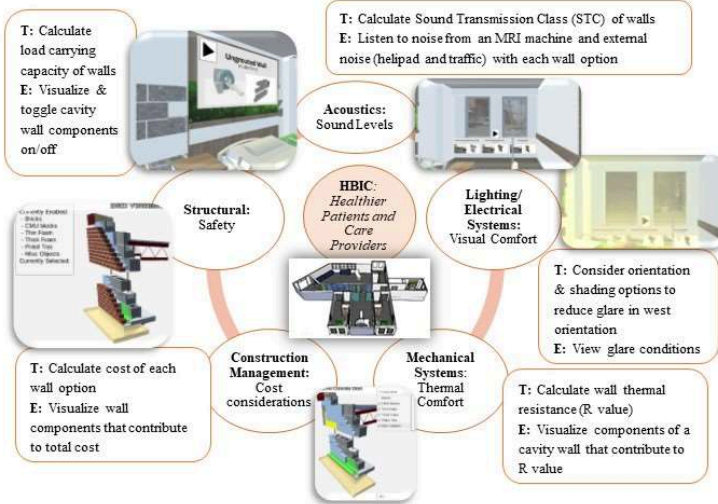 T: Calculate
load carrying
capacity of walls
E: Visualize &
toggle cavity
wall components
on/off
T: Calculate Sound Transmission Class (STC) of walls
E: Listen to noise from an MRI machine and external
noise (helipad and traffic) with each wall option
Ungrouted Wall
Acoustics:
Sound Levels
HBIC:
Healthier
Patients and
Care
Providers
Structural:
Safety
Lighting/
Electrical
Systems:
Visual Comfort
Currently Enabled
- Bricks
- CMU blocks
- Thin Foam
- Thick Foam
- Misc Objects
Currently Selected:
T: Consider orientation
& shading options to
reduce glare in west
orientation
E: View glare conditions
T: Calculate cost of each
wall option
E: Visualize wall
components that contribute
to total cost
Construction
Management:
Cost
considerations
Mechanical
Systems:
Thermal
Comfort
T: Calculate wall thermal
resistance (R value)
E: Visualize components of a
cavity wall that contribute to
R value